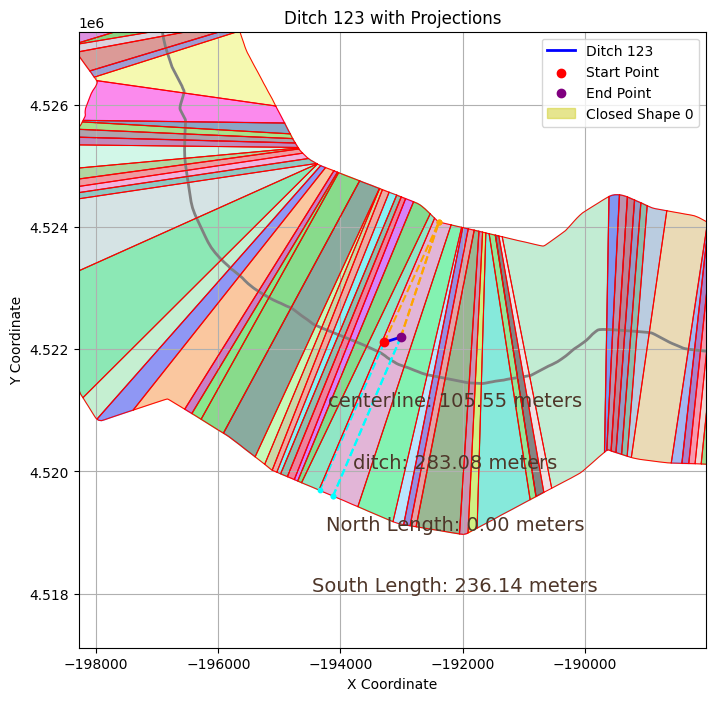 Ditch 123 with Projections
1e6
Ditch 123
Start Point
End Point
Closed Shape 0
4.526
4.524
4.522
4.520
4.518
Y Coordinate
centerline: 105.55 meters
ditch: 283.08 meters
North Length: 0.00 meters
South Length: 236.14 meters
−198000 −196000 −194000 −192000 −190000
X Coordinate